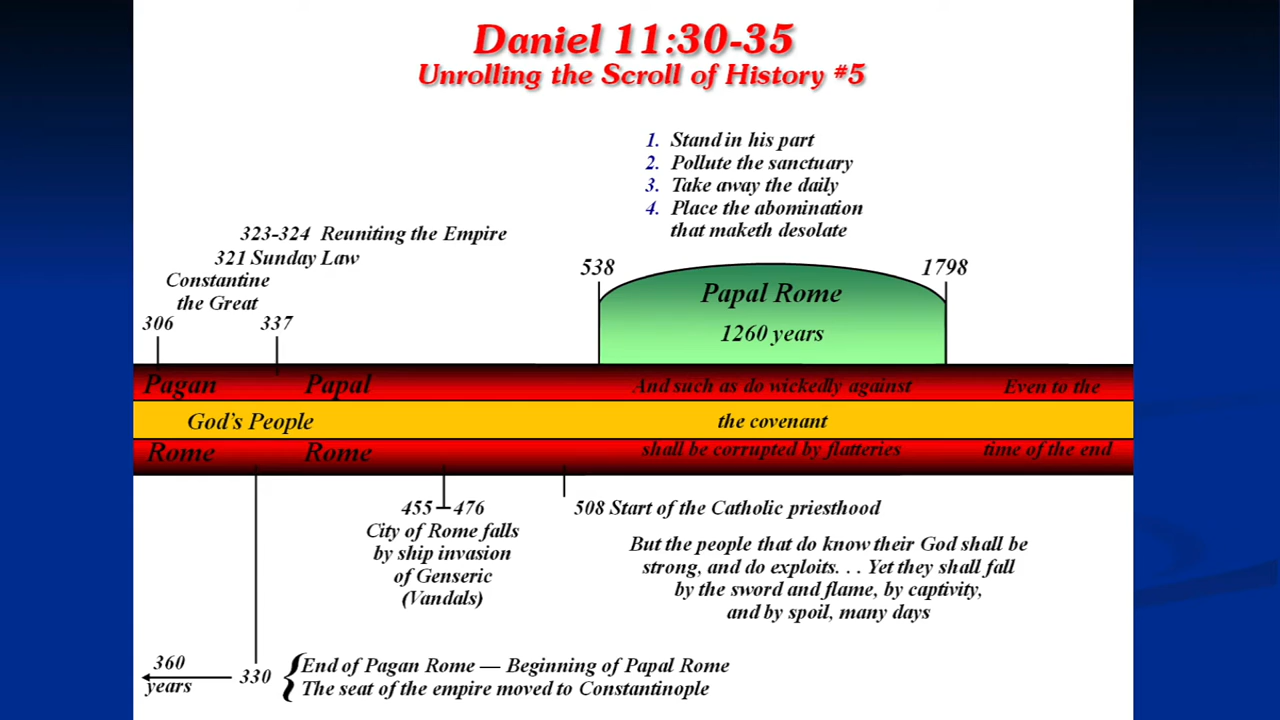 Daniel 11:30-35
Unrolling the Scroll of History #5
1. Stand in his part
2. Pollute the sanctuary
3. Take away the daily
4. Place the abomination
that maketh desolate
323-324 Reuniting the Empire
321 Sunday Law
Constantine
the Great
306 337
538 1798
Papal Rome
1260 years
Pagan Papal
And such as do wickedly against
Even to the
God's People
the covenant
Rome Rome
shall be corrupted by flatteries
time of the end
455 476
City of Rome falls
by ship invasion
of Genseric
(Vandals)
508 Start of the Catholic priesthood
But the people that do know their God shall be
strong, and do exploits. . . Yet they shall fall
by the sword and flame, by captivity,
and by spoil, many days
360
years
330
{ End of Pagan Rome — Beginning of Papal Rome
The seat of the empire moved to Constantinople